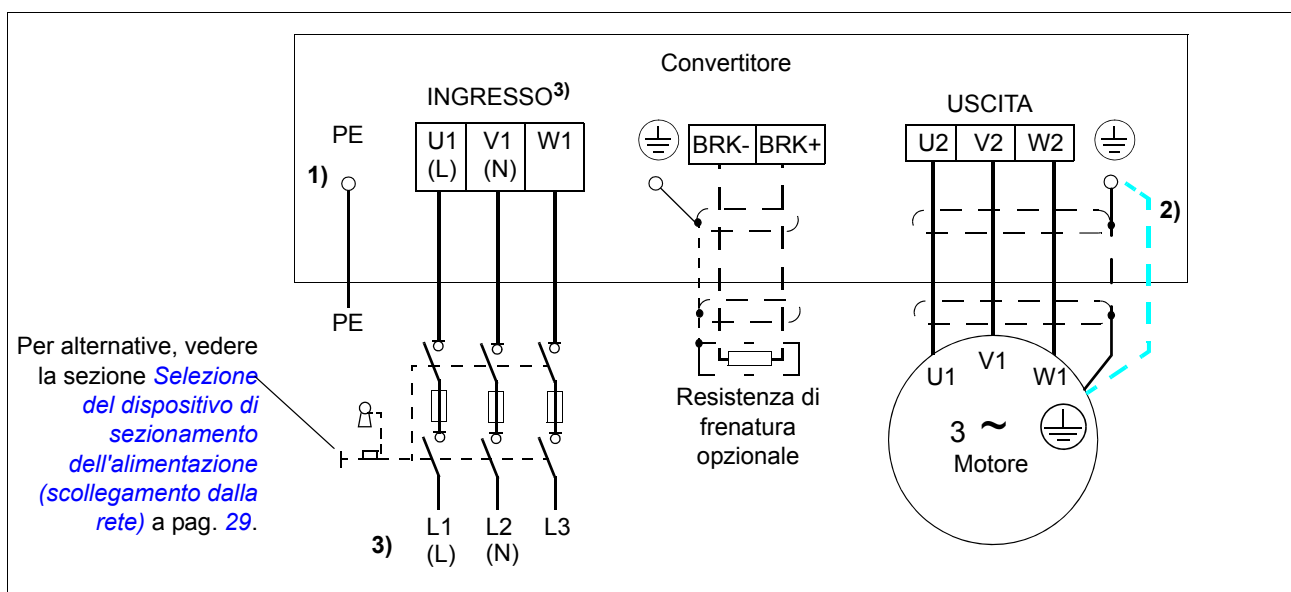 Convertitore
INGRESSO3)
USCITA
PE
U1 V1 W1
(L) (N)
BRK- BRK+
U2 V2 W2
1)
2)
PE
Per alternative, vedere
la sezione Selezione
del dispositivo di
sezionamento
dell'alimentazione
(scollegamento dalla
rete) a pag. 29.
Resistenza di
frenatura
opzionale
U1 V1 W1
3 ~
Motore
3)
L1 L2 L3
(L) (N)